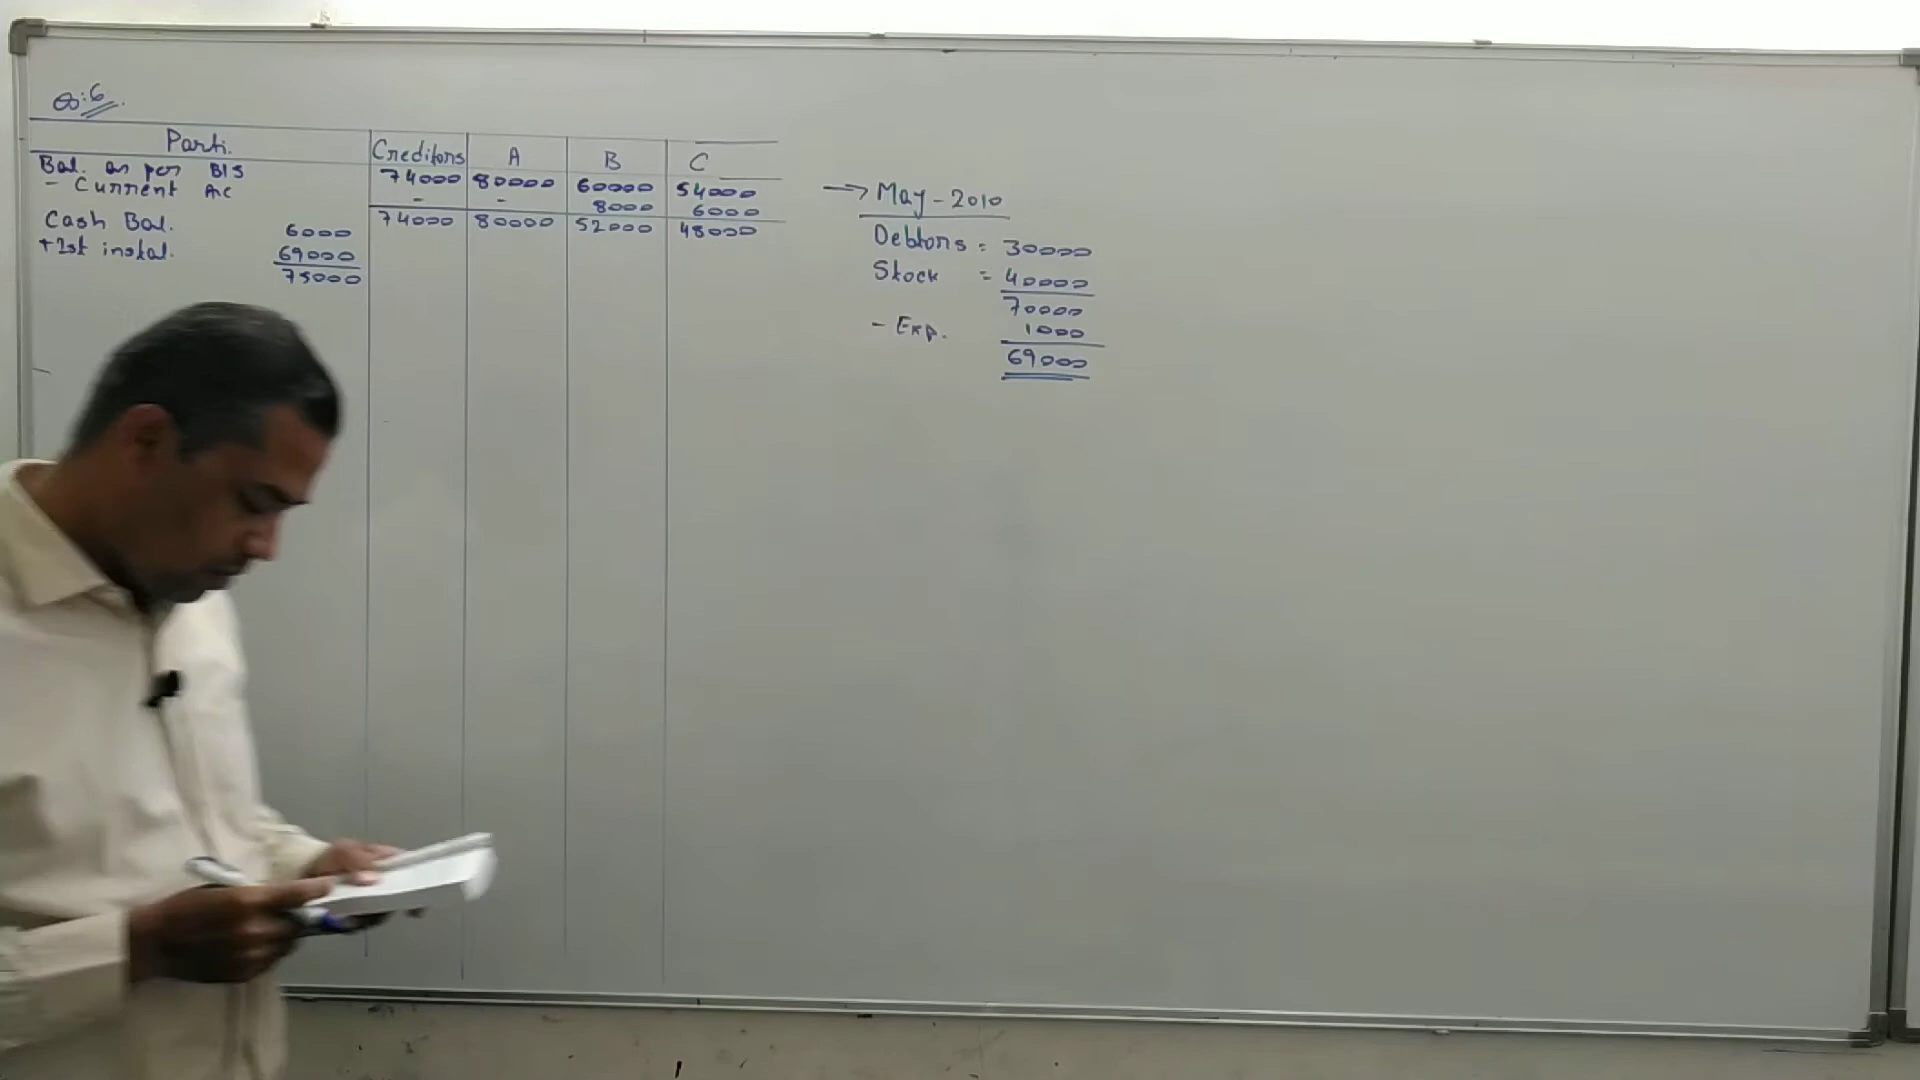 Parti. Creditors A B C
Bal. as per B/S 74000 80000 60000 54000
- Current A/c - - 8000 6000
74000 80000 52000 48000
Cash Bal. 6000
+ 1st instal. 69000
75000
→ May - 2010
Debtors = 30000
Stock = 40000
70000
- Exp. 1000
69000